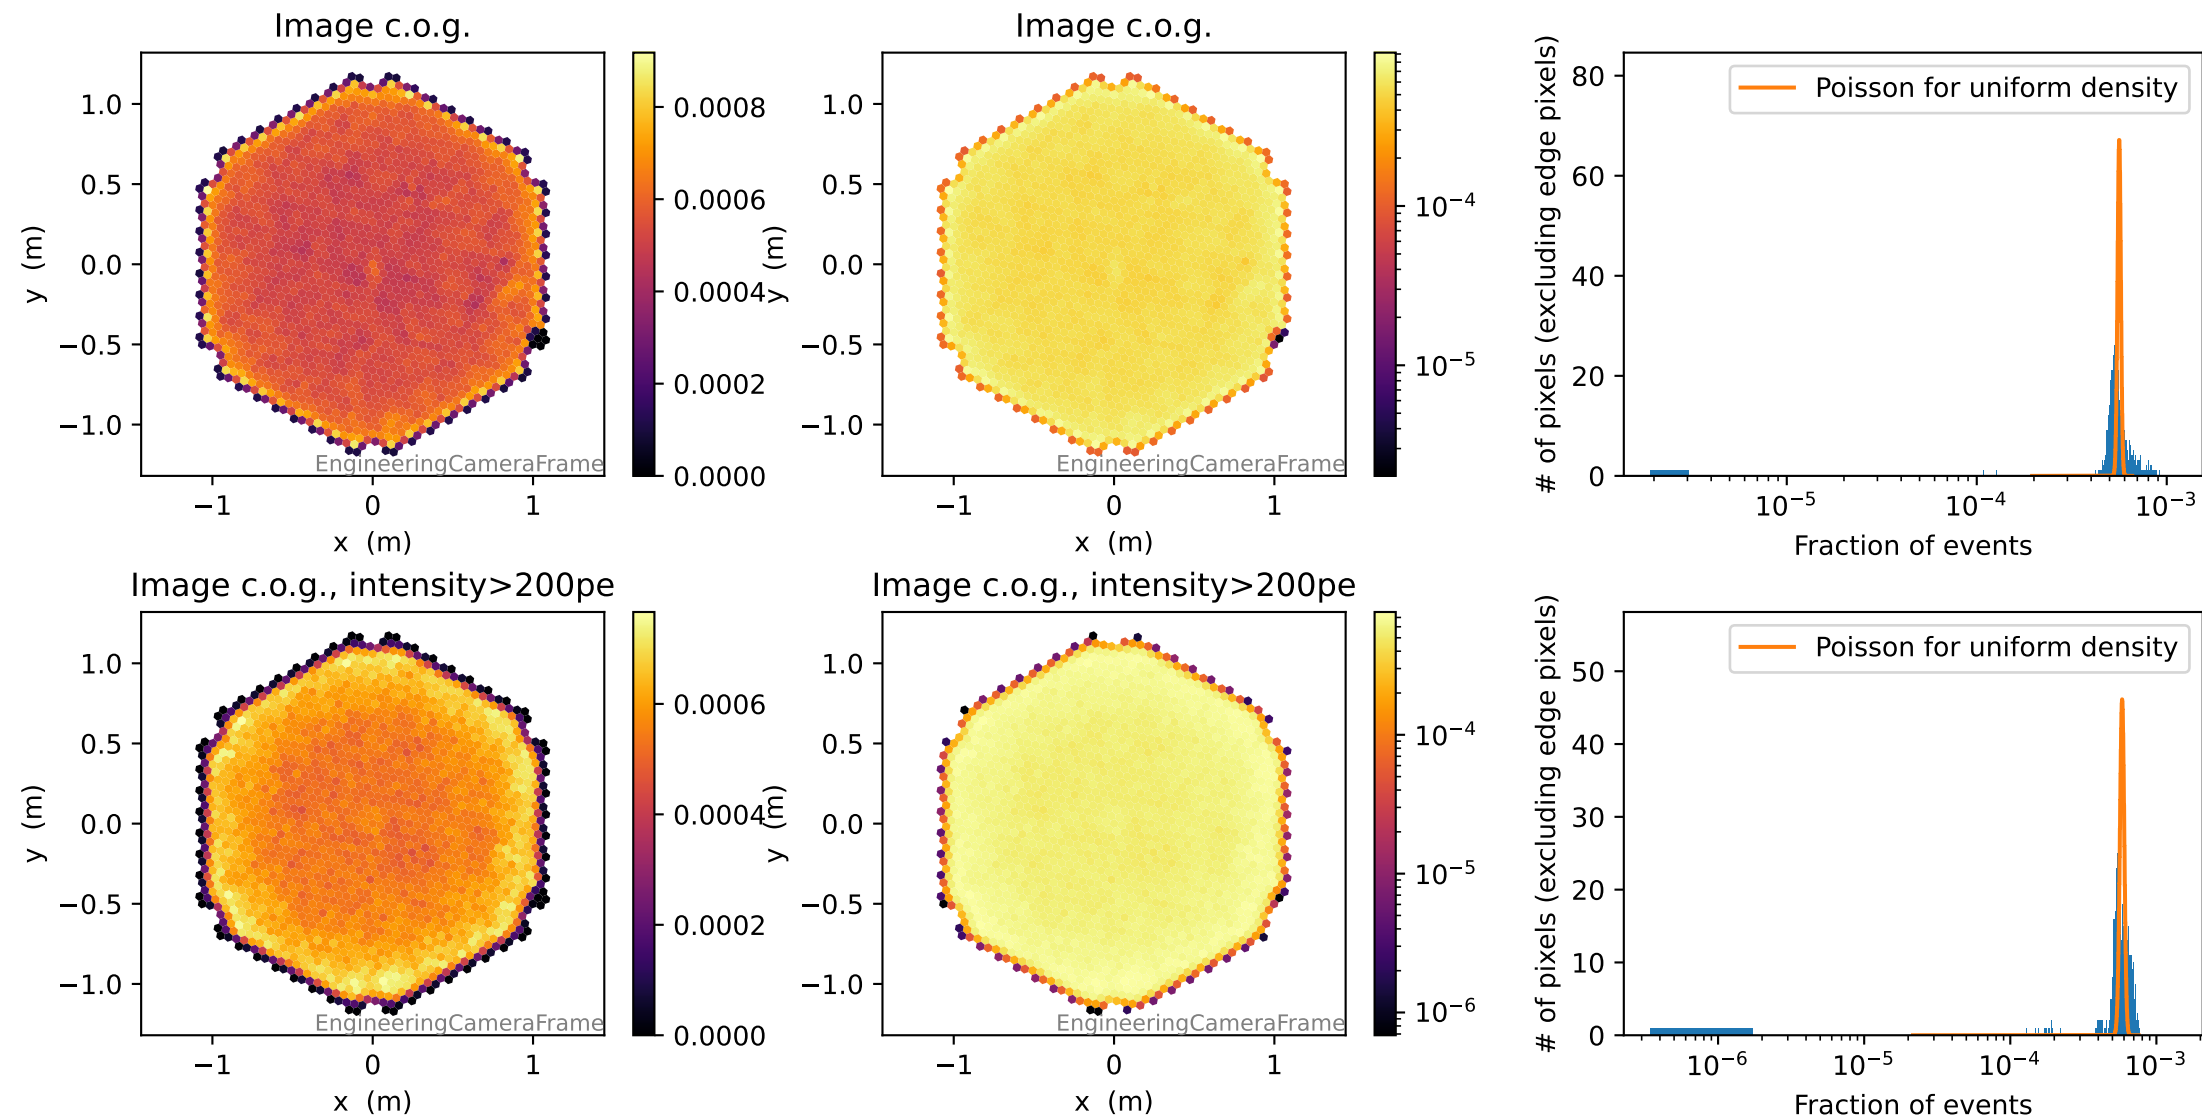 Image c.o.g.
1.0
0.5
0.0
−0.5
−1.0
y (m)
−1
0
1
x (m)
EngineeringCameraFrame
0.0008
0.0006
0.0004
0.0002
0.0000
Image c.o.g.
1.0
0.5
0.0
−0.5
−1.0
y (m)
−1
0
1
x (m)
EngineeringCameraFrame
10⁻⁴
10⁻⁵
80
60
40
20
0
# of pixels (excluding edge pixels)
Poisson for uniform density
10⁻⁵
10⁻⁴
10⁻³
Fraction of events
Image c.o.g., intensity>200pe
1.0
0.5
0.0
−0.5
−1.0
y (m)
−1
0
1
x (m)
EngineeringCameraFrame
0.0006
0.0004
0.0002
0.0000
Image c.o.g., intensity>200pe
1.0
0.5
0.0
−0.5
−1.0
y (m)
−1
0
1
x (m)
EngineeringCameraFrame
10⁻⁴
10⁻⁵
10⁻⁶
50
40
30
20
10
0
# of pixels (excluding edge pixels)
Poisson for uniform density
10⁻⁶
10⁻⁵
10⁻⁴
10⁻³
Fraction of events